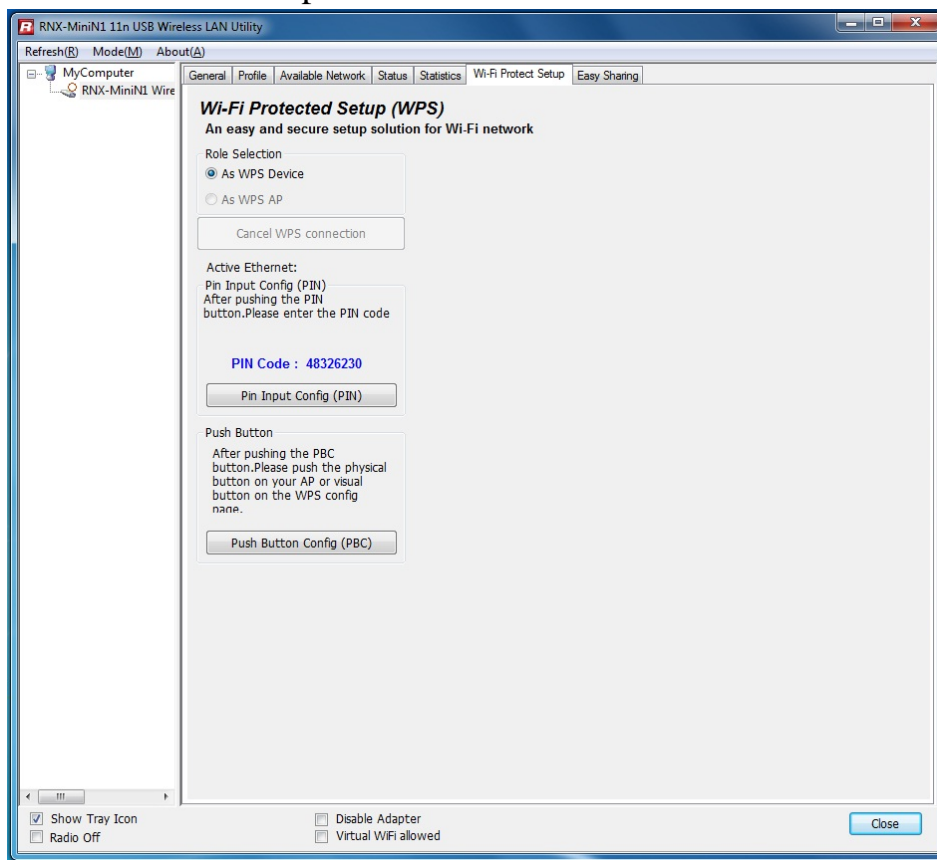 RNX-MiniN1 11n USB Wireless LAN Utility
Refresh(R) Mode(M) About(A)
MyComputer
RNX-MiniN1 Wire
General Profile Available Network Status Statistics Wi-Fi Protect Setup Easy Sharing
Wi-Fi Protected Setup (WPS)
An easy and secure setup solution for Wi-Fi network
Role Selection
As WPS Device
As WPS AP
Cancel WPS connection
Active Ethernet:
Pin Input Config (PIN)
After pushing the PIN
button.Please enter the PIN code
PIN Code : 48326230
Pin Input Config (PIN)
Push Button
After pushing the PBC
button.Please push the physical
button on your AP or visual
button on the WPS config
page.
Push Button Config (PBC)
Show Tray Icon
Radio Off
Disable Adapter
Virtual WiFi allowed
Close